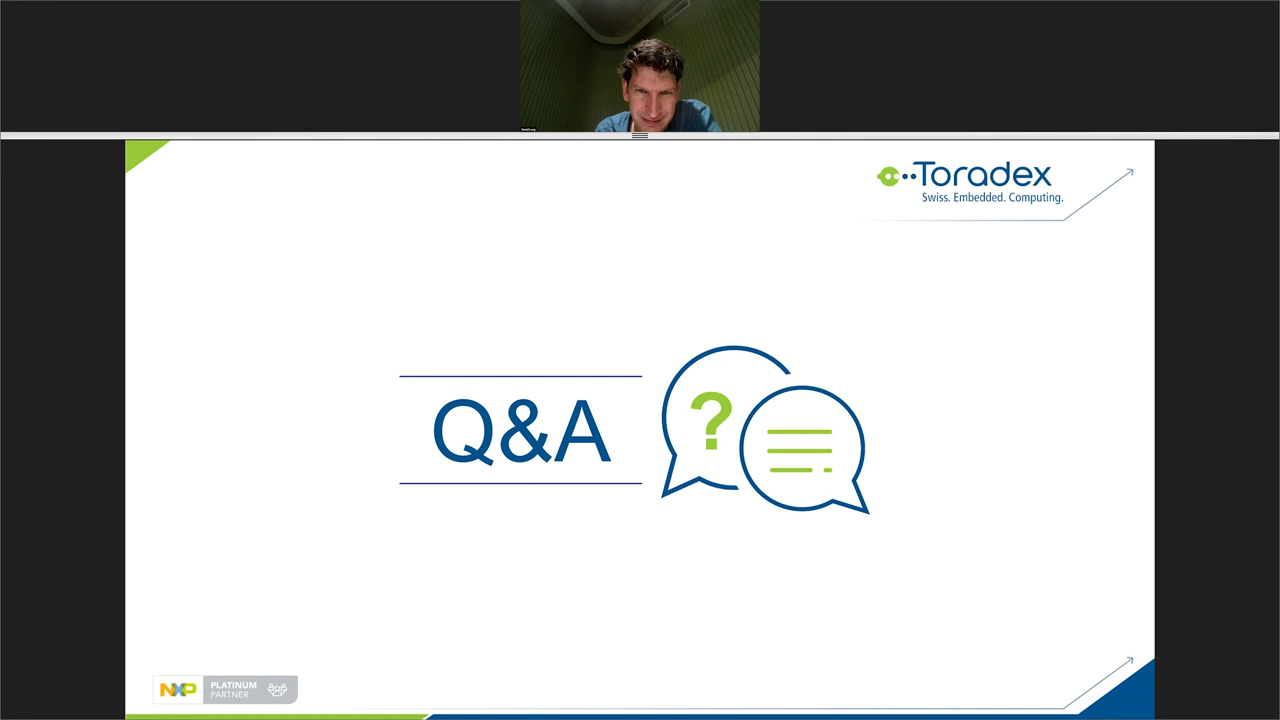 Toradex
Swiss. Embedded. Computing.
Q&A
?
NXP
PLATINUM
PARTNER